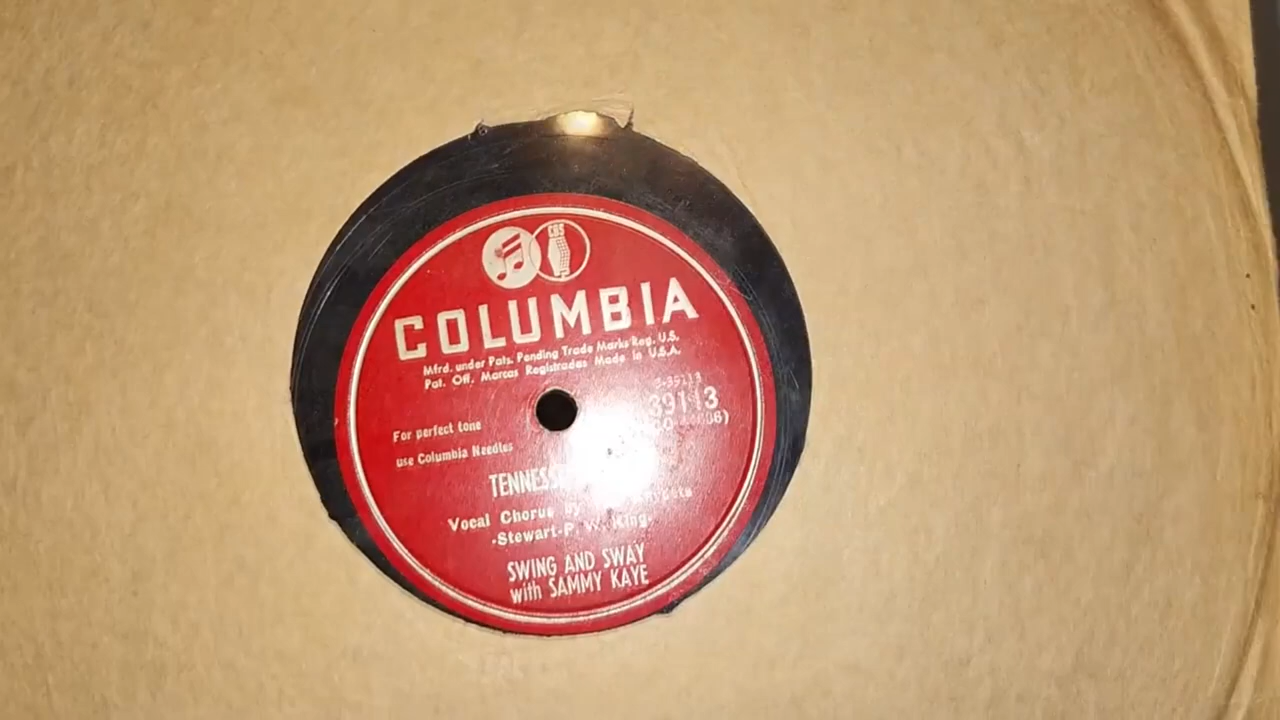 CBS
COLUMBIA
Mfrd. under Pats. Pending Trade Marks Reg. U.S.
Pat. Off. Marcas Registradas Made in U.S.A.
39113
For perfect tone
use Columbia Needles
Vocal Chorus by
-Stewart-P. W. King-
SWING AND SWAY
with SAMMY KAYE